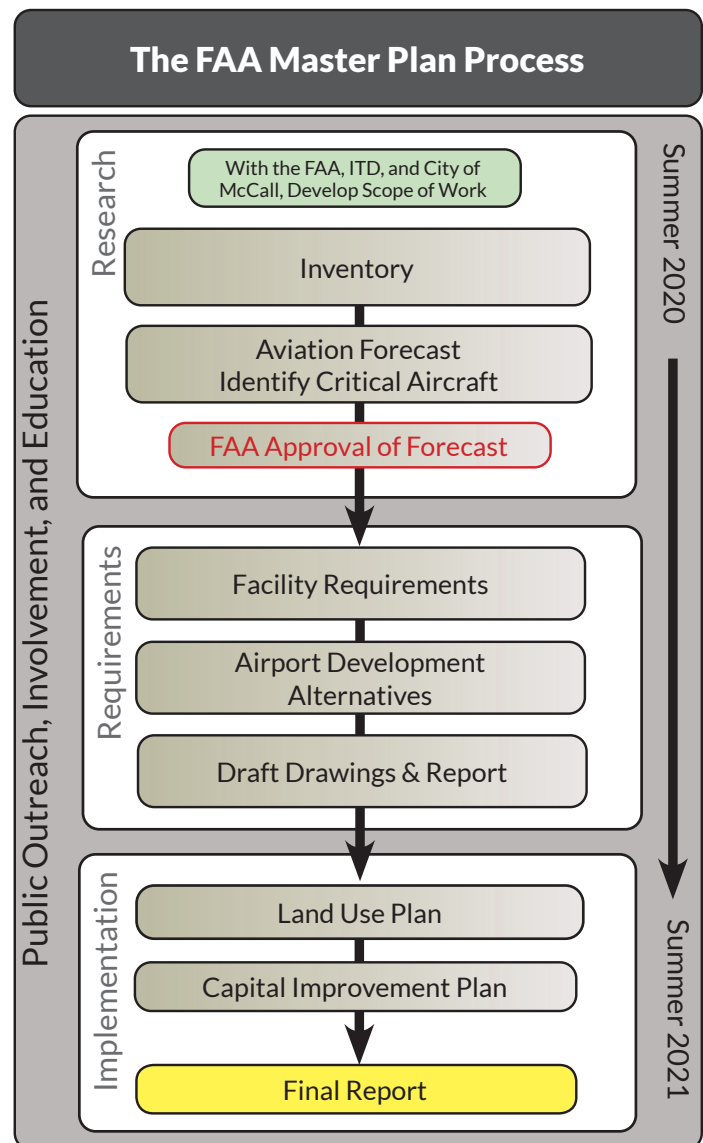 The FAA Master Plan Process
Public Outreach, Involvement, and Education
Summer 2020
Summer 2021
Research
With the FAA, ITD, and City of
McCall, Develop Scope of Work
Inventory
Aviation Forecast
Identify Critical Aircraft
FAA Approval of Forecast
Requirements
Facility Requirements
Airport Development
Alternatives
Draft Drawings & Report
Implementation
Land Use Plan
Capital Improvement Plan
Final Report